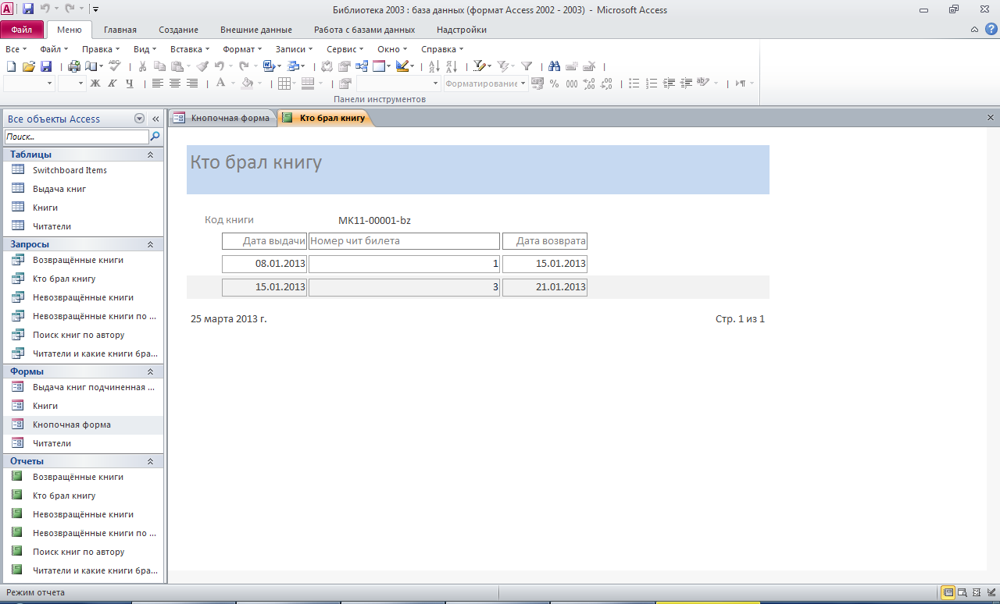 Библиотека 2003 : база данных (формат Access 2002 - 2003) - Microsoft Access
Файл Меню Главная Создание Внешние данные Работа с базами данных Надстройки
Все Файл Правка Вид Вставка Формат Записи Сервис Окно Справка
Ж К Ч Форматирование % 000
Панели инструментов
Все объекты Access «
Поиск...
Таблицы
Switchboard Items
Выдача книг
Книги
Читатели
Запросы
Возвращённые книги
Кто брал книгу
Невозвращённые книги
Невозвращённые книги по ...
Поиск книг по автору
Читатели и какие книги бра...
Формы
Выдача книг подчиненная ...
Книги
Кнопочная форма
Читатели
Отчеты
Возвращённые книги
Кто брал книгу
Невозвращённые книги
Невозвращённые книги по ...
Поиск книг по автору
Читатели и какие книги бра...
Кнопочная форма Кто брал книгу
Кто брал книгу
Код книги MK11-00001-bz
Дата выдачи Номер чит билета Дата возврата
08.01.2013 1 15.01.2013
15.01.2013 3 21.01.2013
25 марта 2013 г. Стр. 1 из 1
Режим отчета